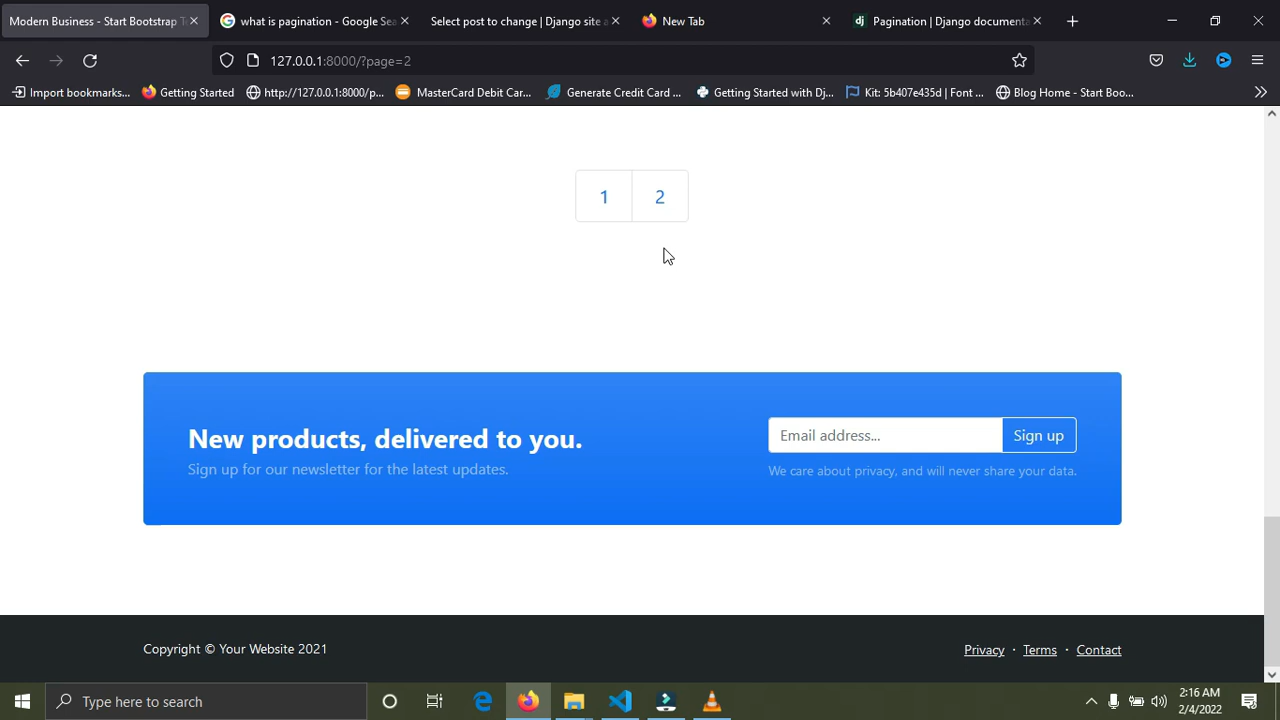 Modern Business - Start Bootstrap T
what is pagination - Google Sea
Select post to change | Django site a
New Tab
dj Pagination | Django documenta
127.0.0.1:8000/?page=2
Import bookmarks...
Getting Started
http://127.0.0.1:8000/p...
MasterCard Debit Car...
Generate Credit Card ...
Getting Started with Dj...
Kit: 5b407e435d | Font ...
Blog Home - Start Boo...
1 2
New products, delivered to you.
Sign up for our newsletter for the latest updates.
Email address...
Sign up
We care about privacy, and will never share your data.
Copyright © Your Website 2021
Privacy · Terms · Contact
Type here to search
2:16 AM
2/4/2022